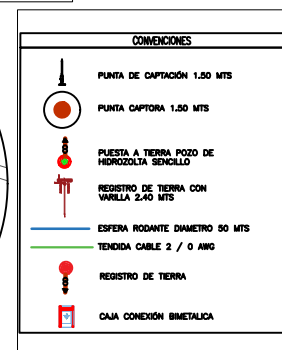 CONVENCIONES
PUNTA DE CAPTACIÓN 1.50 MTS
PUNTA CAPTORA 1.50 MTS
PUESTA A TIERRA POZO DE
HIDROZOLTA SENCILLO
REGISTRO DE TIERRA CON
VARILLA 2.40 MTS
ESFERA RODANTE DIAMETRO 50 MTS
TENDIDA CABLE 2 / 0 AWG
REGISTRO DE TIERRA
CAJA CONEXIÓN BIMETALICA